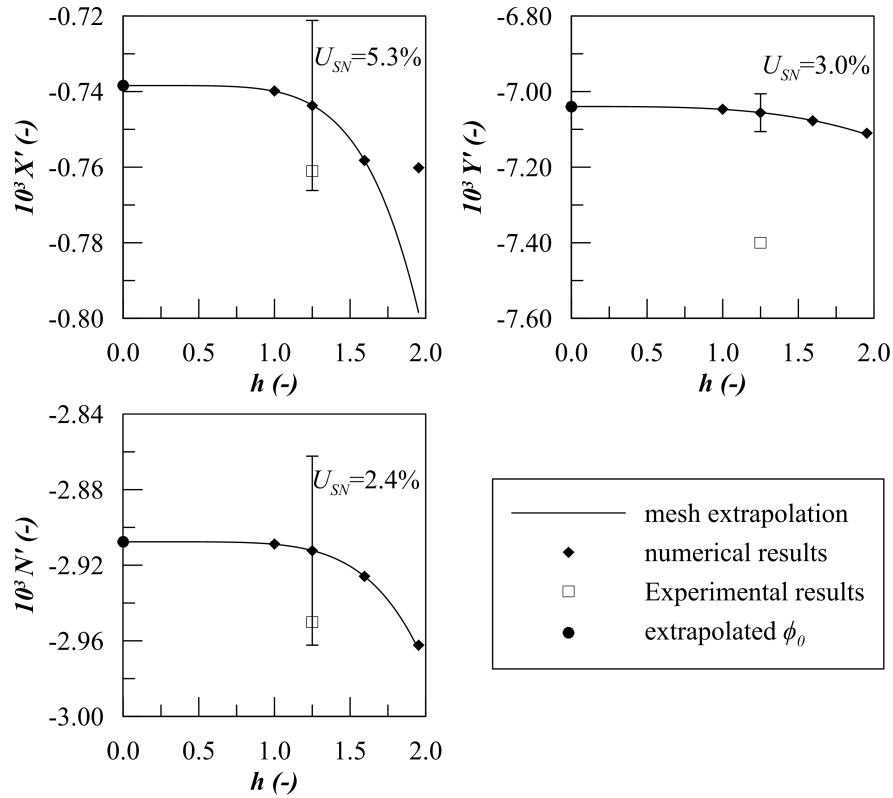 -0.72
-0.74
-0.76
-0.78
-0.80
10³ X' (-)
U_SN=5.3%
0.0 0.5 1.0 1.5 2.0
h (-)
-6.80
-7.00
-7.20
-7.40
-7.60
10³ Y' (-)
U_SN=3.0%
0.0 0.5 1.0 1.5 2.0
h (-)
-2.84
-2.88
-2.92
-2.96
-3.00
10³ N' (-)
U_SN=2.4%
0.0 0.5 1.0 1.5 2.0
h (-)
mesh extrapolation
numerical results
Experimental results
extrapolated ϕ₀